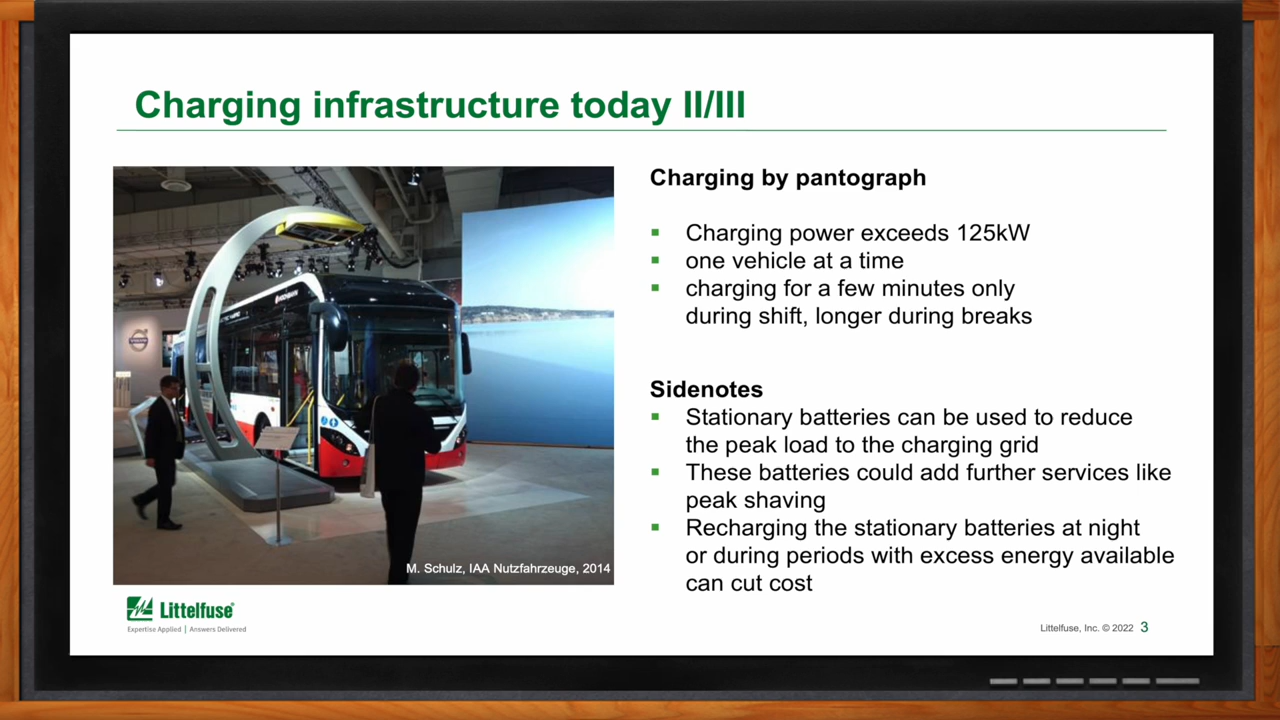 Charging infrastructure today II/III
Charging by pantograph
Charging power exceeds 125kW
one vehicle at a time
charging for a few minutes only
during shift, longer during breaks
Sidenotes
Stationary batteries can be used to reduce
the peak load to the charging grid
These batteries could add further services like
peak shaving
Recharging the stationary batteries at night
or during periods with excess energy available
can cut cost
M. Schulz, IAA Nutzfahrzeuge, 2014
Littelfuse®
Expertise Applied | Answers Delivered
Littelfuse, Inc. © 2022 3